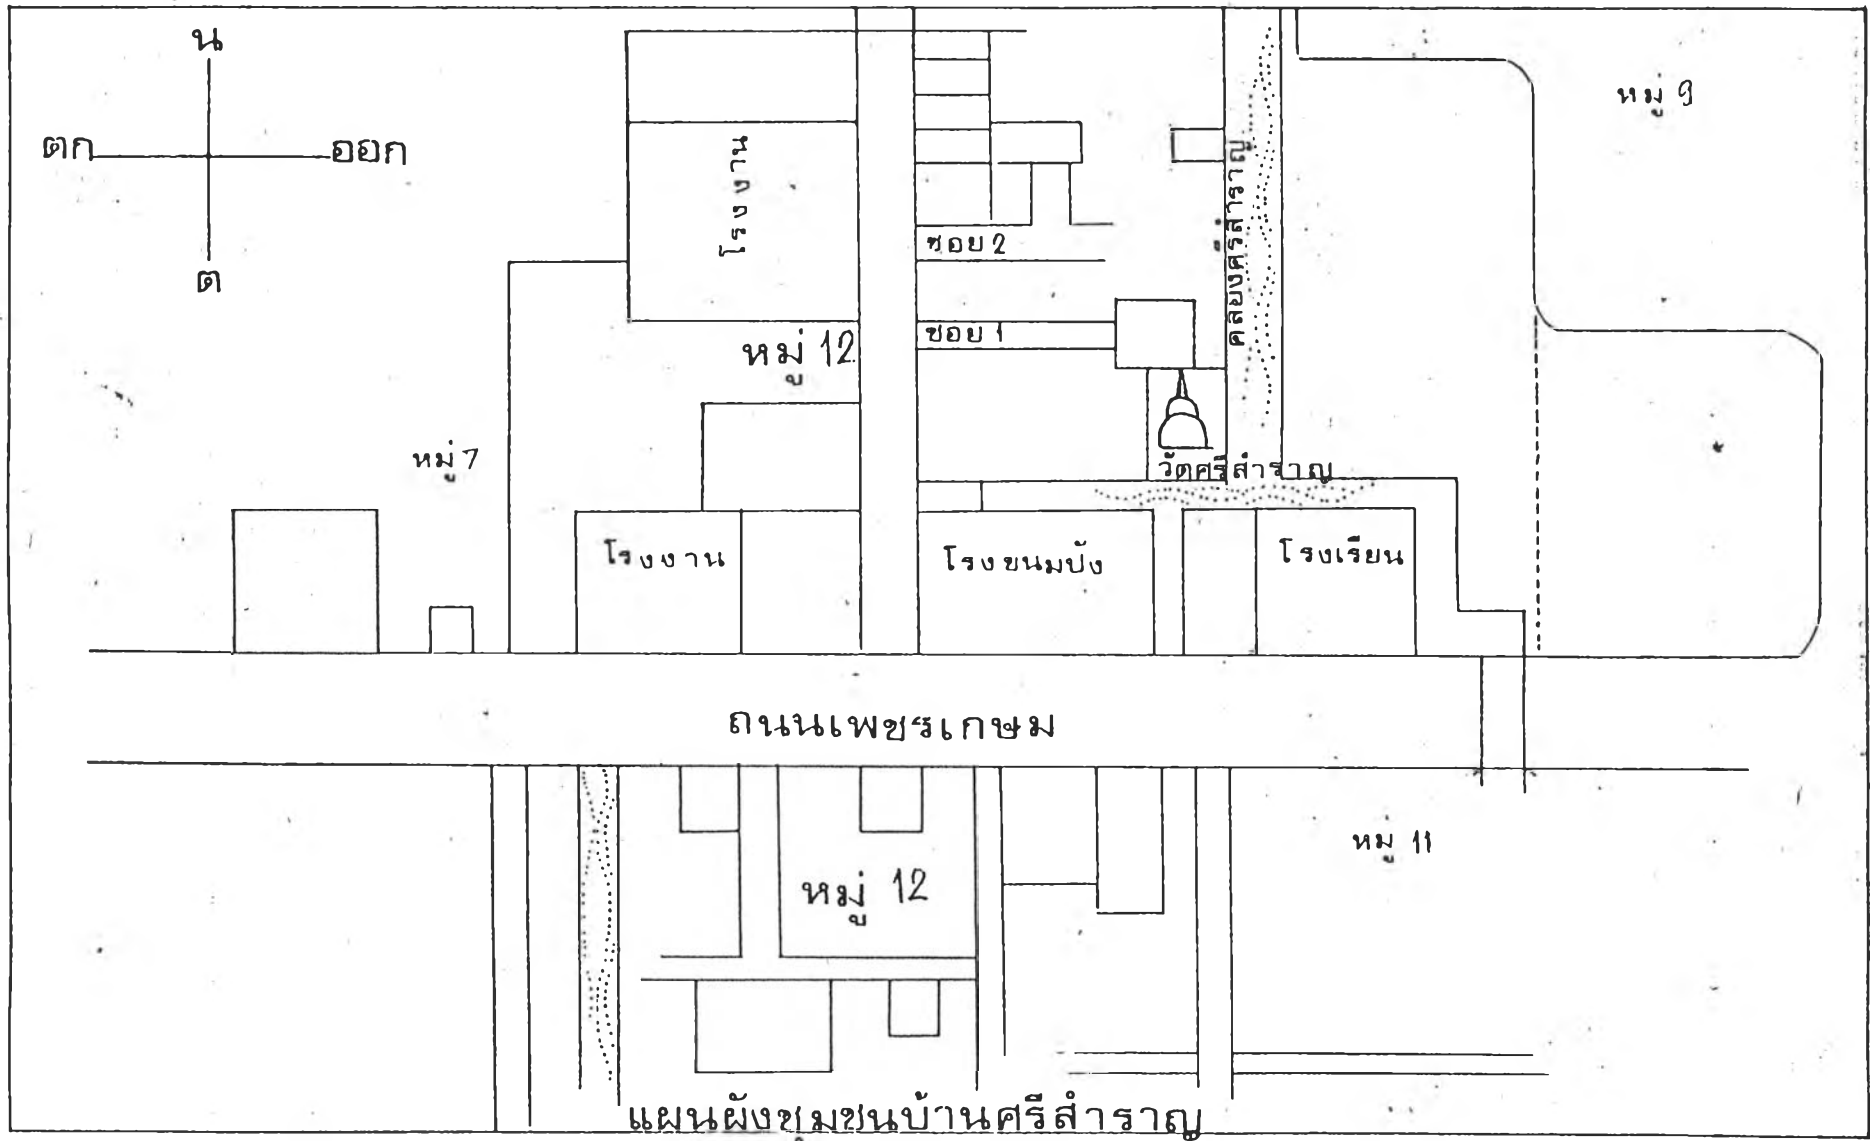 น
ตก
ออก
ต
หมู่ 9
โรงงาน
คลองศรีสำราญ
ซอย 2
ซอย 1
หมู่ 12
หมู่ 7
วัดศรีสำราญ
โรงงาน
โรงขนมปัง
โรงเรียน
ถนนเพชรเกษม
หมู่ 11
หมู่ 12
แผนผังชุมชนบ้านศรีสำราญ